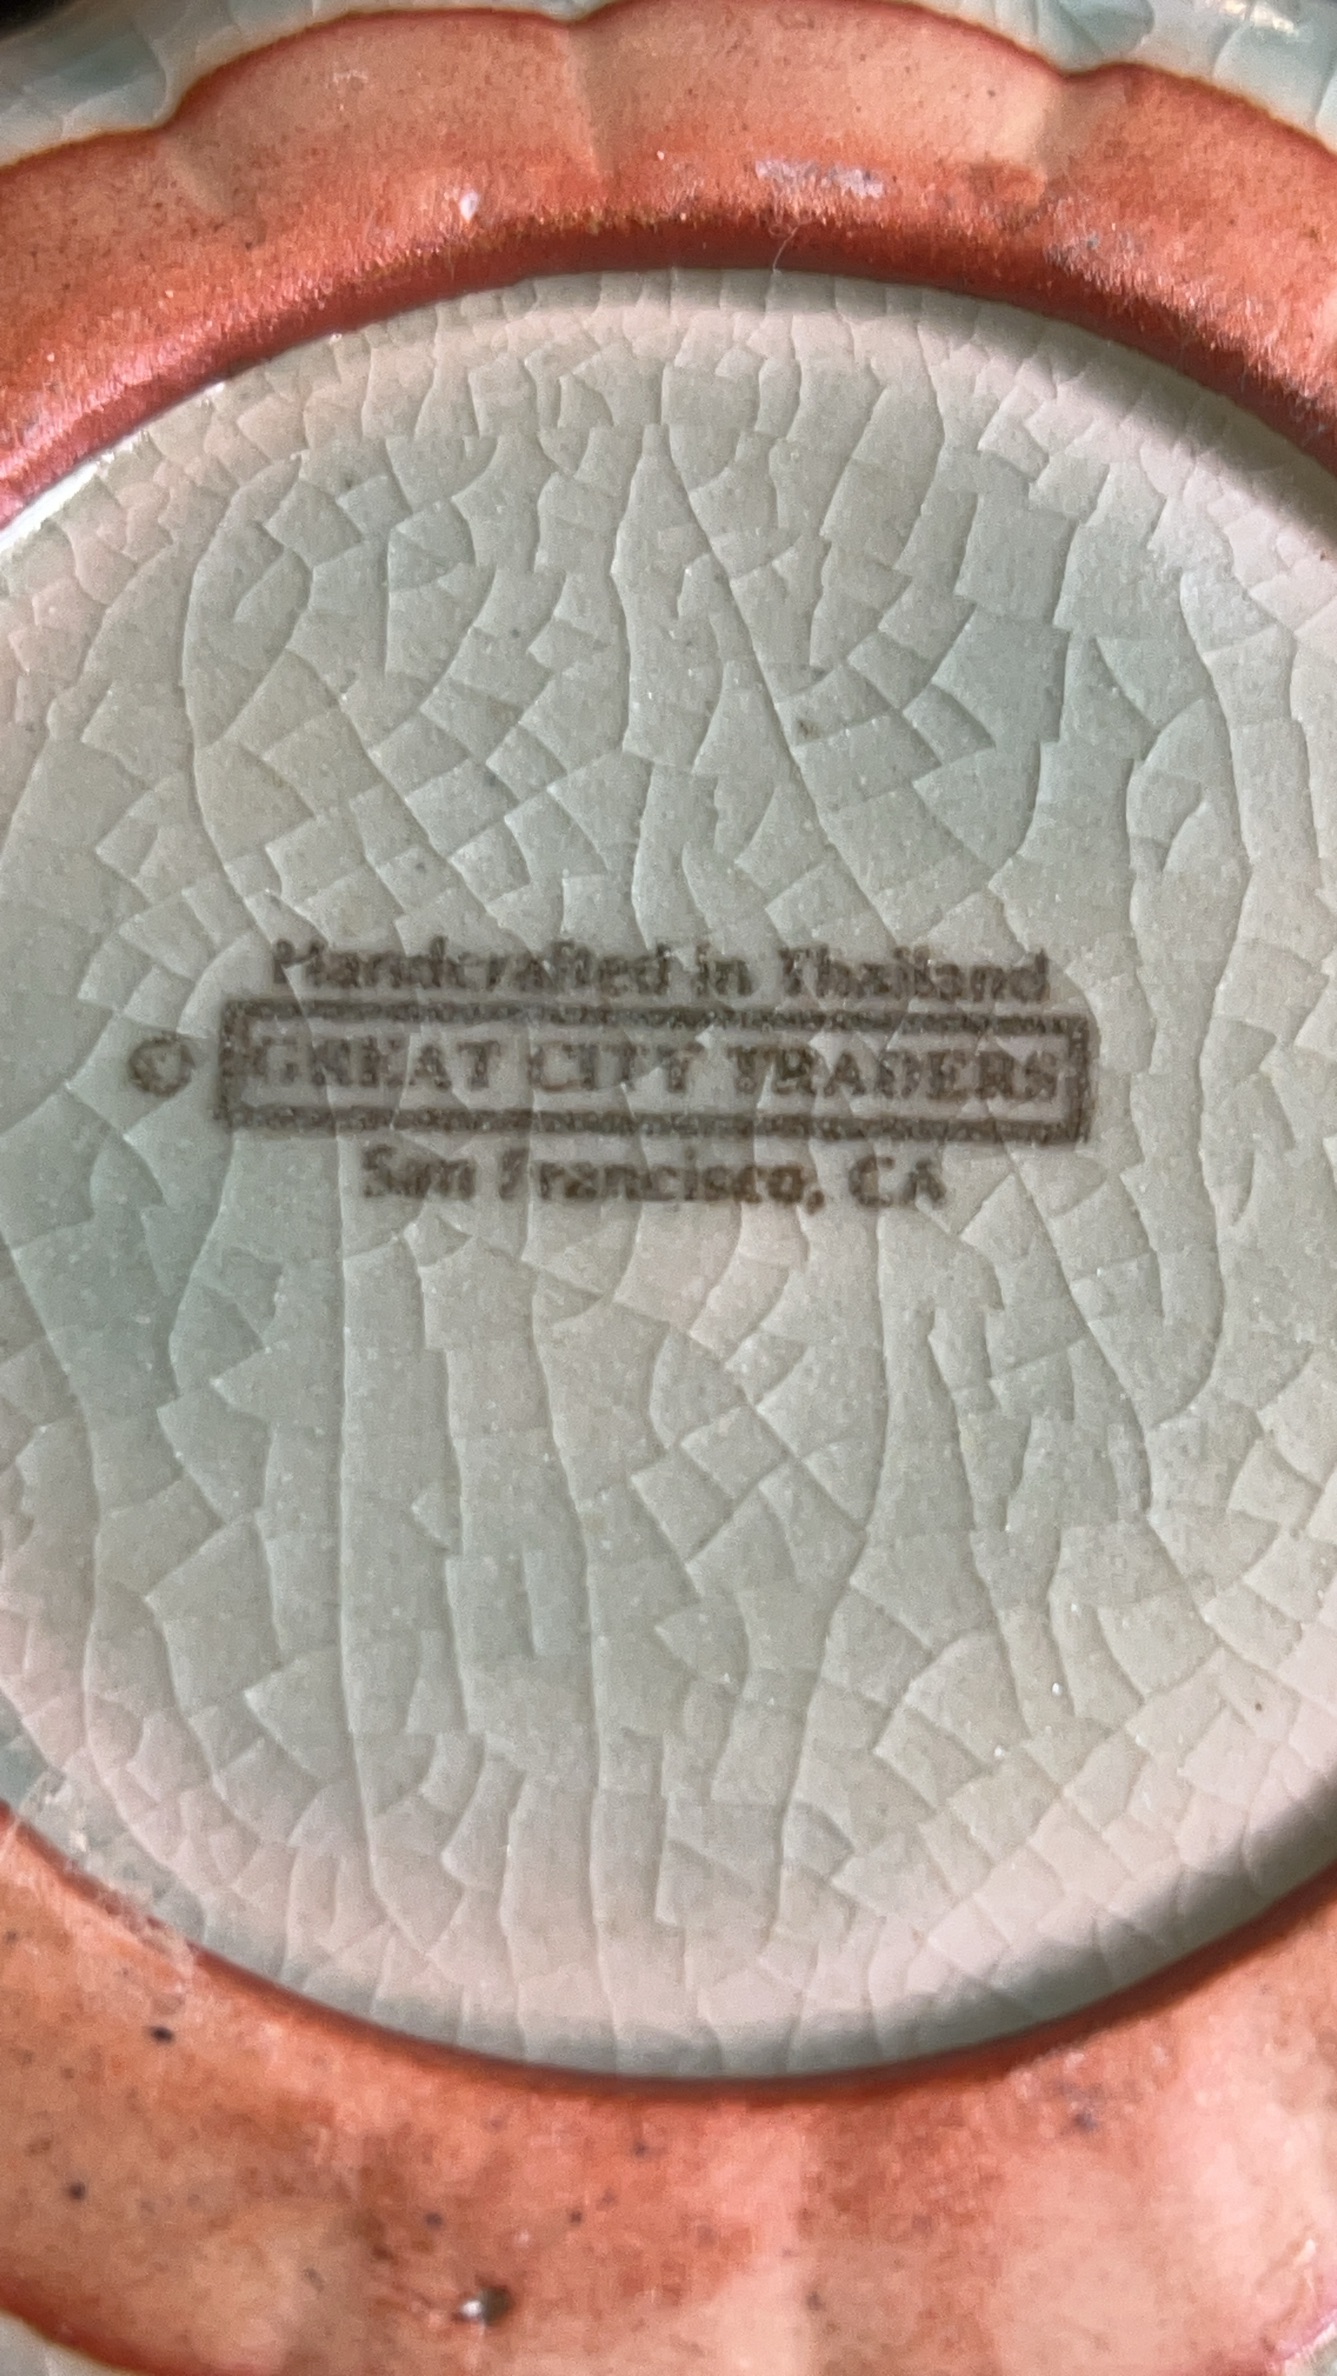 Handcrafted in Thailand
© GREAT CITY TRADERS
San Francisco, CA